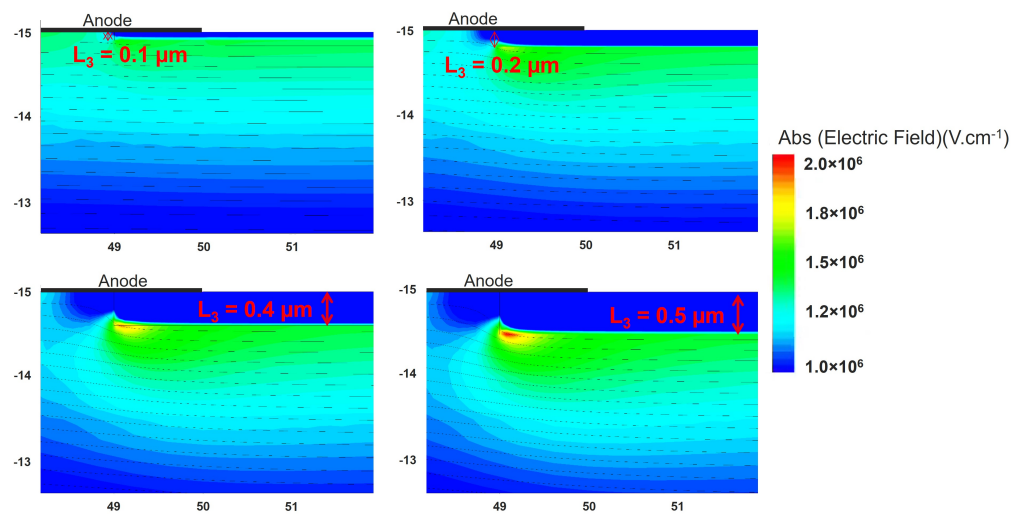 Anode
-15
L₃ = 0.1 µm
-14
-13
49 50 51
Anode
-15
L₃ = 0.2 µm
-14
-13
49 50 51
Anode
-15
L₃ = 0.4 µm
-14
-13
49 50 51
Anode
-15
L₃ = 0.5 µm
-14
-13
49 50 51
Abs (Electric Field)(V.cm⁻¹)
2.0×10⁶
1.8×10⁶
1.5×10⁶
1.2×10⁶
1.0×10⁶